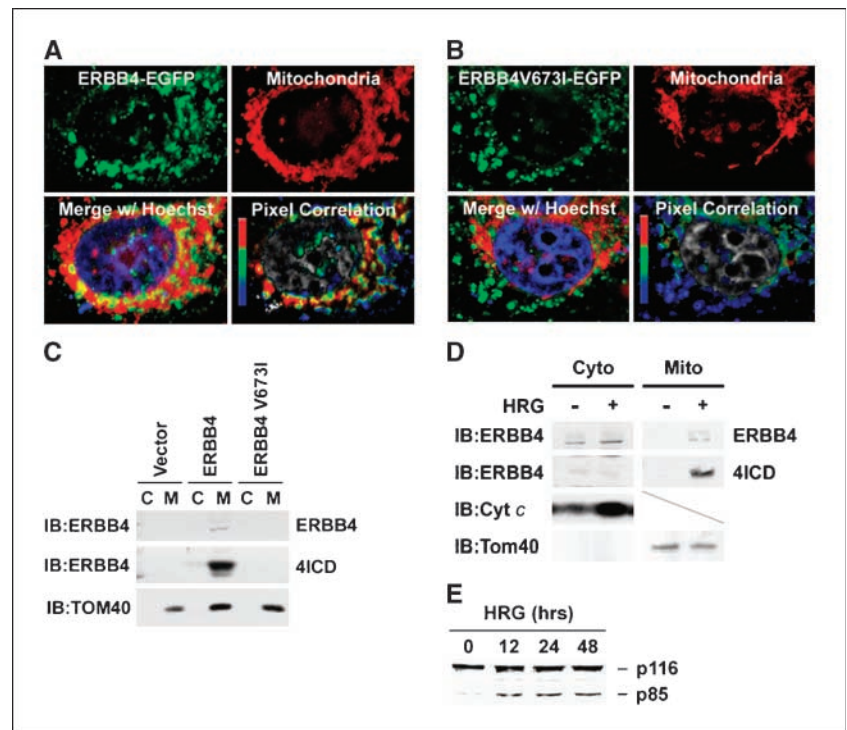 A
B
ERBB4-EGFP
Mitochondria
ERBB4V673I-EGFP
Mitochondria
Merge w/ Hoechst
Pixel Correlation
Merge w/ Hoechst
Pixel Correlation
C
Vector
ERBB4
ERBB4 V673I
C M C M C M
IB:ERBB4
ERBB4
IB:ERBB4
4ICD
IB:TOM40
D
Cyto
Mito
HRG - + - +
IB:ERBB4
ERBB4
IB:ERBB4
4ICD
IB:Cyt c
IB:Tom40
E
HRG (hrs)
0 12 24 48
– p116
– p85